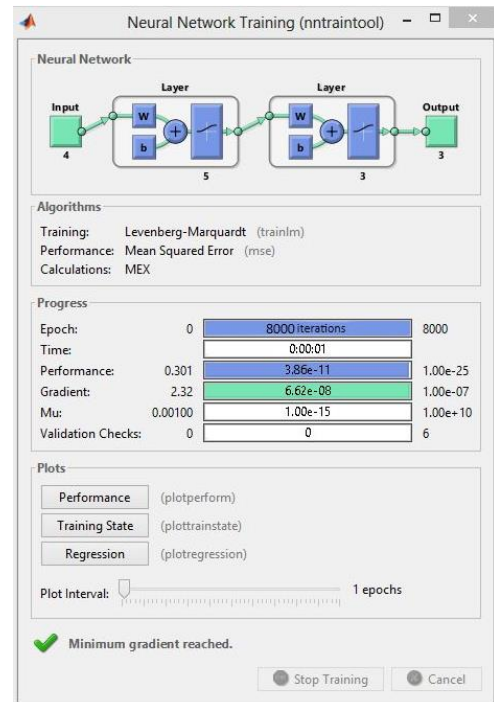 Neural Network Training (nntraintool)
Neural Network
Layer Layer
Input Output
W W
b b
4 3
5 3
Algorithms
Training: Levenberg-Marquardt (trainlm)
Performance: Mean Squared Error (mse)
Calculations: MEX
Progress
Epoch: 0 8000 iterations 8000
Time: 0:00:01
Performance: 0.301 3.86e-11 1.00e-25
Gradient: 2.32 6.62e-08 1.00e-07
Mu: 0.00100 1.00e-15 1.00e+10
Validation Checks: 0 0 6
Plots
Performance (plotperform)
Training State (plottrainstate)
Regression (plotregression)
Plot Interval: 1 epochs
Minimum gradient reached.
Stop Training Cancel